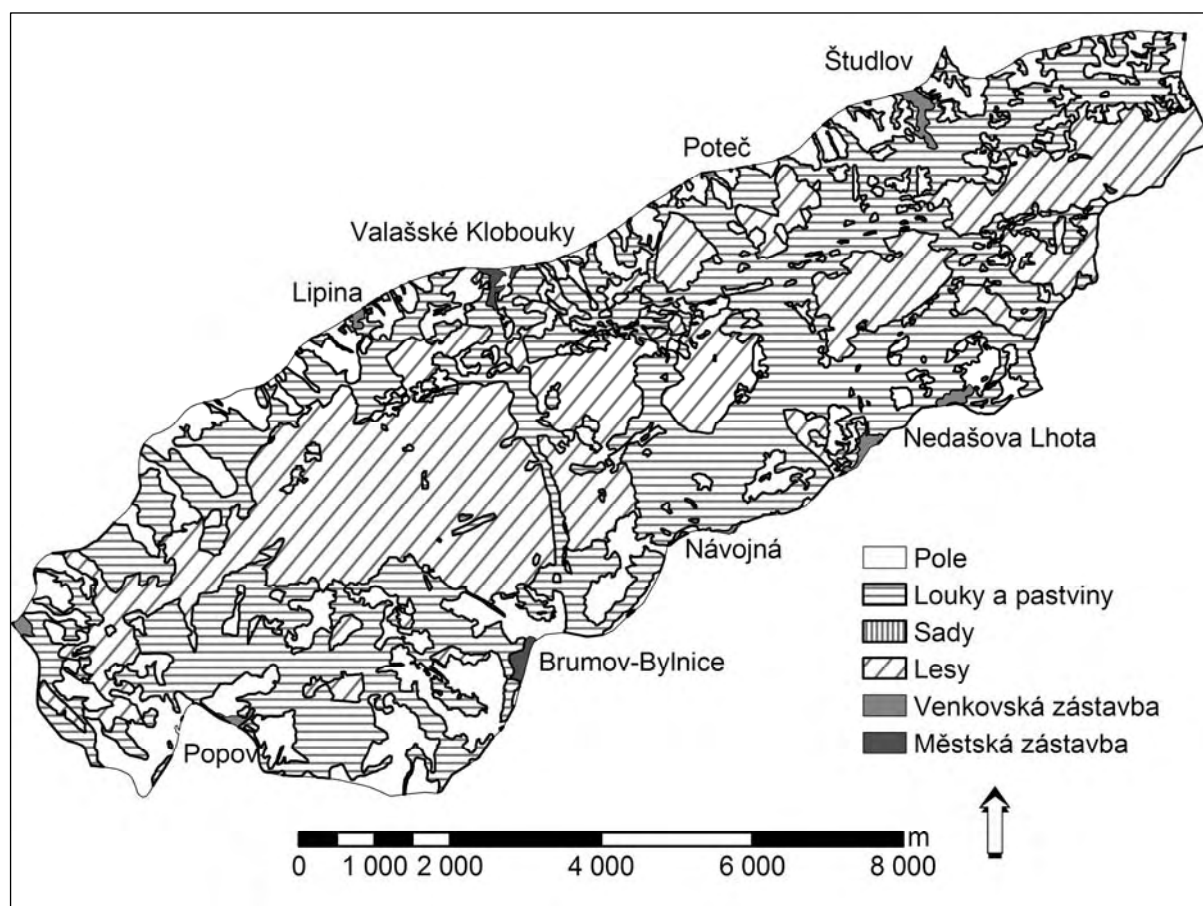 Študlov
Poteč
Valašské Klobouky
Lipina
Nedašova Lhota
Návojná
Brumov-Bylnice
Popov
Pole
Louky a pastviny
Sady
Lesy
Venkovská zástavba
Městská zástavba
m
0 1 000 2 000 4 000 6 000 8 000